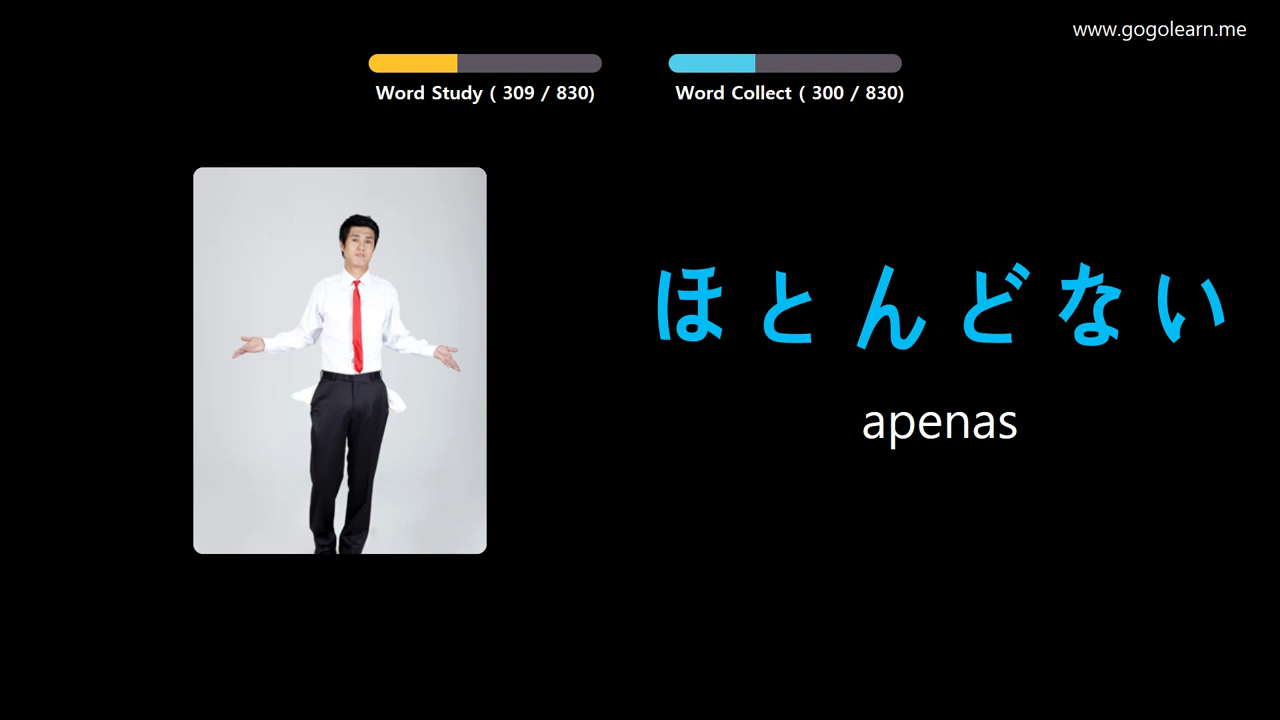 www.gogolearn.me
Word Study ( 309 / 830)
Word Collect ( 300 / 830)
ほとんどない
apenas